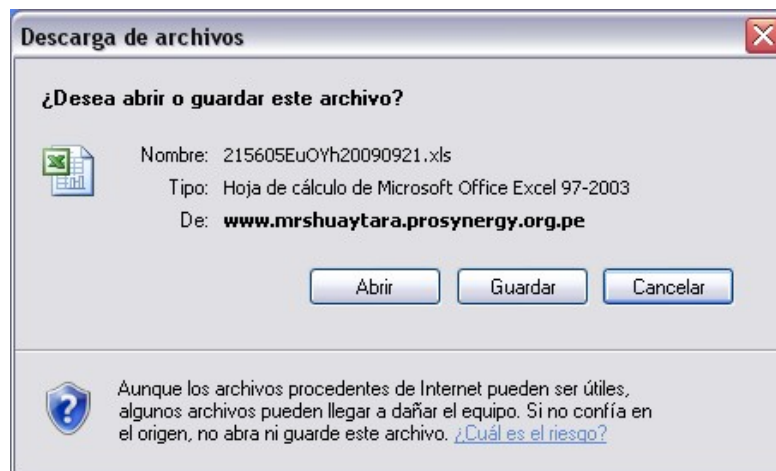 Descarga de archivos
¿Desea abrir o guardar este archivo?
Nombre: 215605EuOYh20090921.xls
Tipo: Hoja de cálculo de Microsoft Office Excel 97-2003
De: www.mrshuaytara.prosynergy.org.pe
Abrir Guardar Cancelar
Aunque los archivos procedentes de Internet pueden ser útiles,
algunos archivos pueden llegar a dañar el equipo. Si no confía en
el origen, no abra ni guarde este archivo. ¿Cuál es el riesgo?